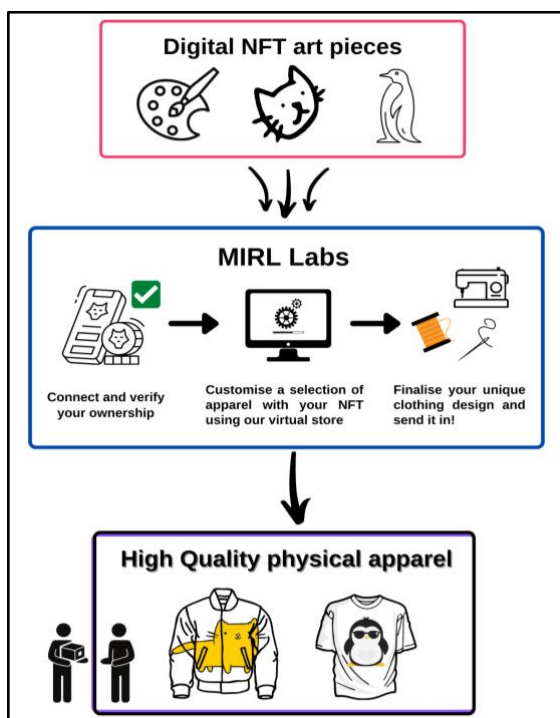 Digital NFT art pieces
MIRL Labs
Connect and verify
your ownership
Customise a selection of
apparel with your NFT
using our virtual store
Finalise your unique
clothing design and
send it in!
High Quality physical apparel